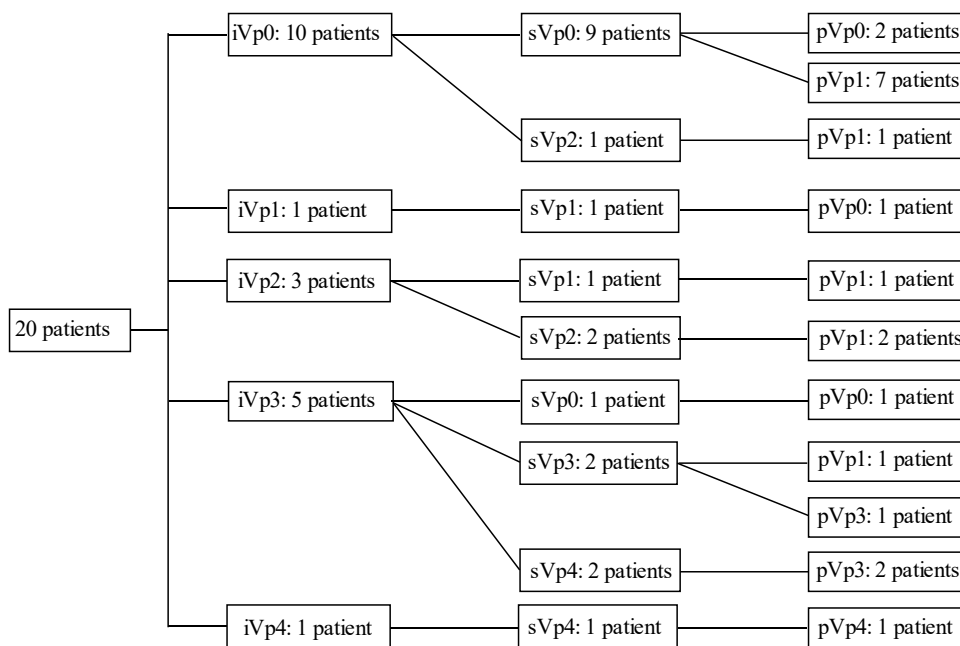 iVp0: 10 patients
sVp0: 9 patients
pVp0: 2 patients
pVp1: 7 patients
sVp2: 1 patient
pVp1: 1 patient
iVp1: 1 patient
sVp1: 1 patient
pVp0: 1 patient
iVp2: 3 patients
sVp1: 1 patient
pVp1: 1 patient
20 patients
sVp2: 2 patients
pVp1: 2 patients
iVp3: 5 patients
sVp0: 1 patient
pVp0: 1 patient
sVp3: 2 patients
pVp1: 1 patient
pVp3: 1 patient
sVp4: 2 patients
pVp3: 2 patients
iVp4: 1 patient
sVp4: 1 patient
pVp4: 1 patient